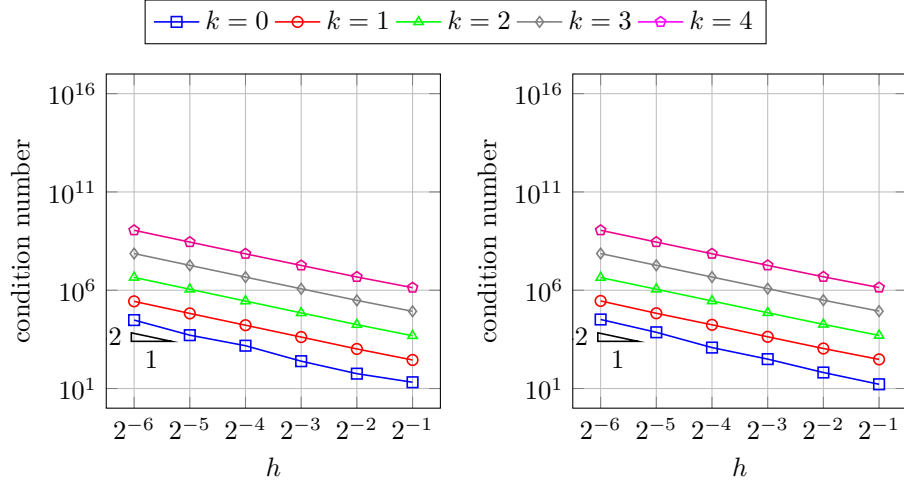 k = 0 k = 1 k = 2 k = 3 k = 4
10^16
10^11
10^6
10^1
condition number
2
1
2^−6 2^−5 2^−4 2^−3 2^−2 2^−1
h
10^16
10^11
10^6
10^1
condition number
2
1
2^−6 2^−5 2^−4 2^−3 2^−2 2^−1
h